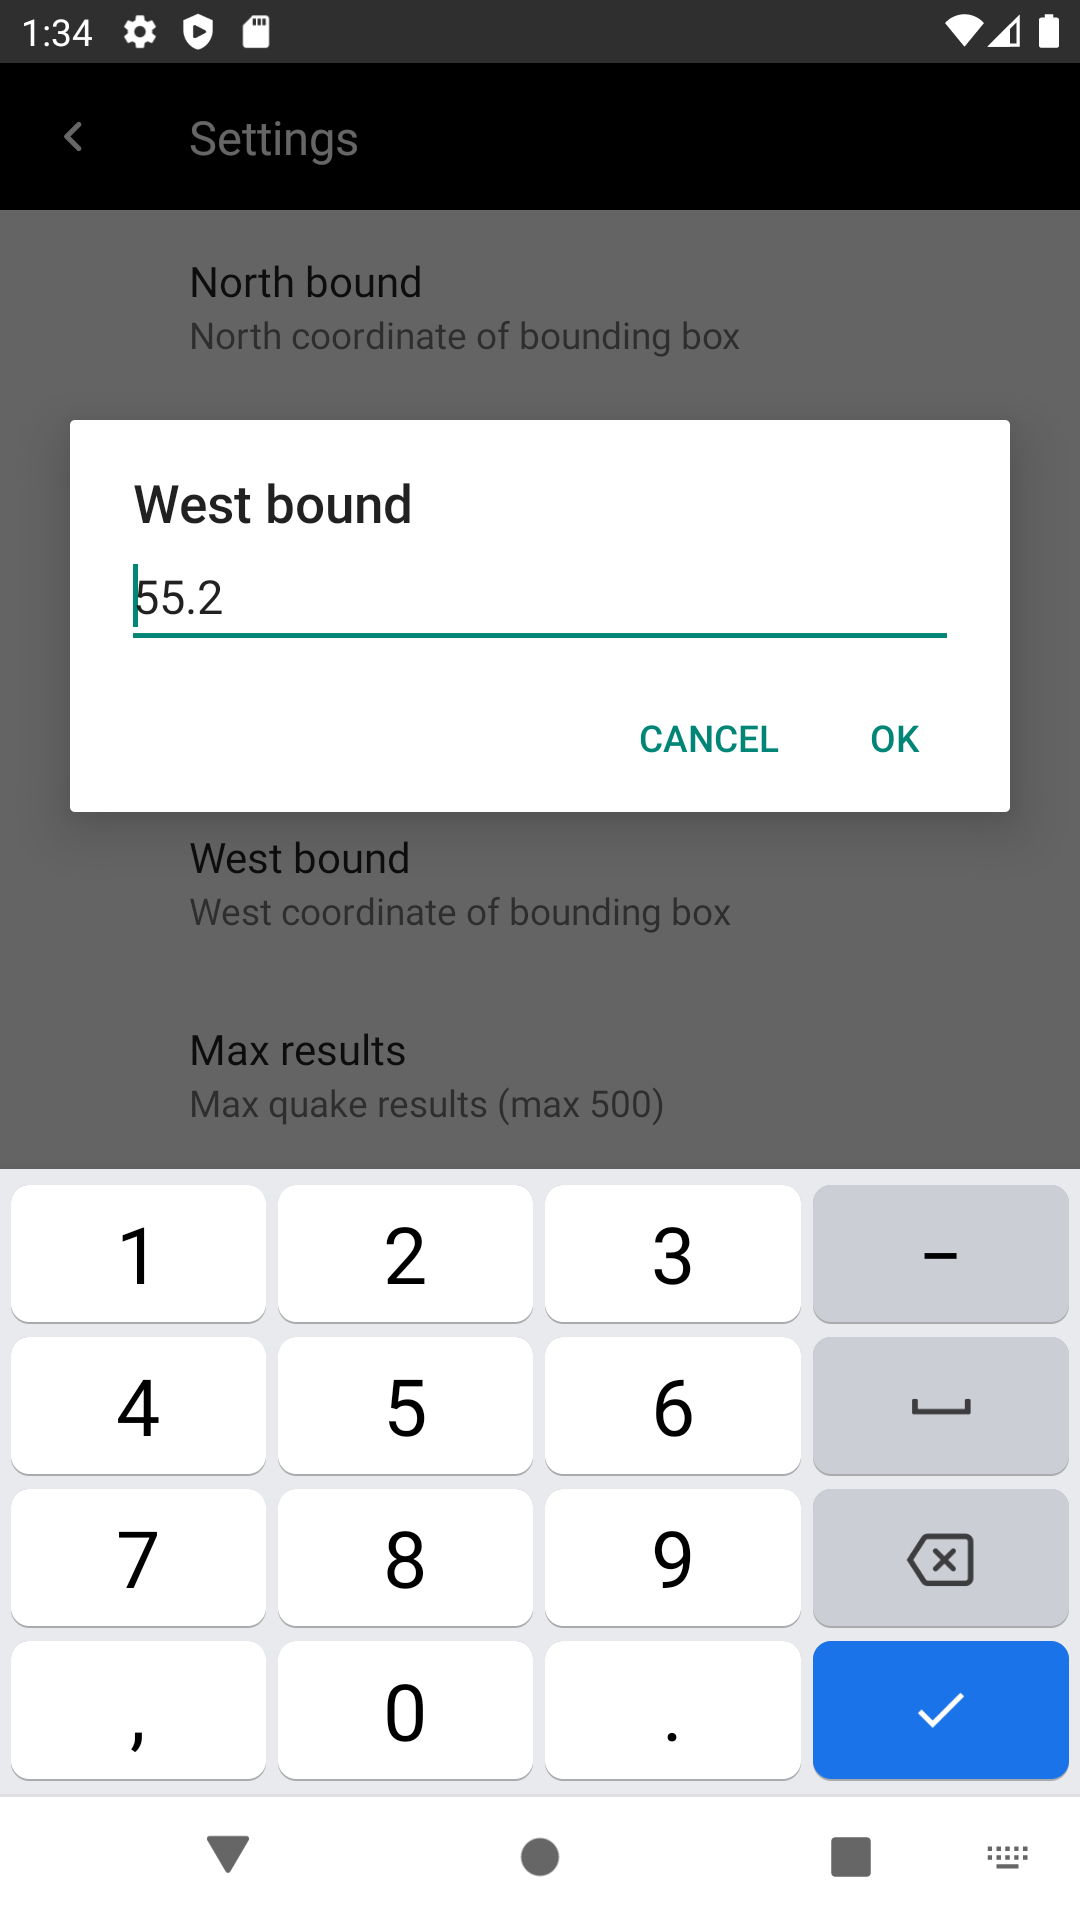 1:34
Settings
North bound
North coordinate of bounding box
West bound
55.2
CANCEL OK
West bound
West coordinate of bounding box
Max results
Max quake results (max 500)
1 2 3 –
4 5 6
7 8 9
, 0 .